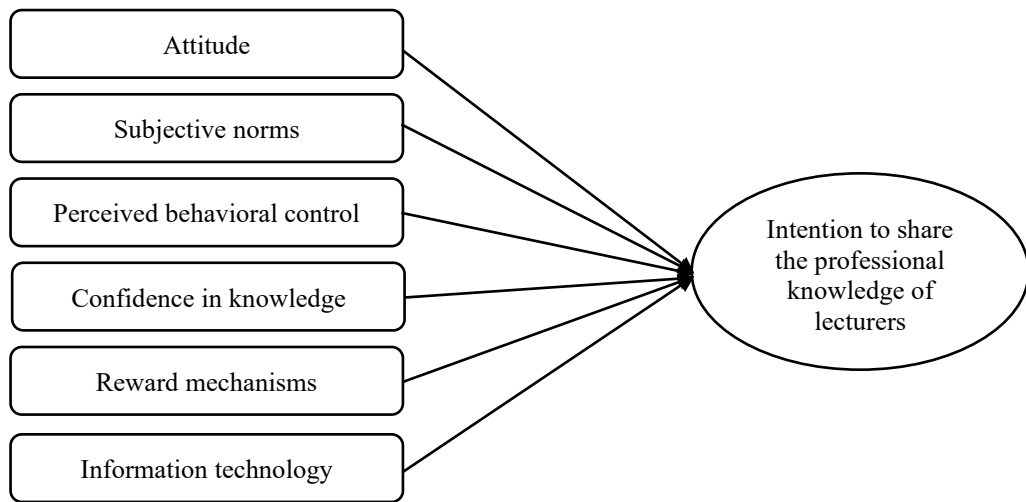 Attitude
Subjective norms
Perceived behavioral control
Confidence in knowledge
Reward mechanisms
Information technology
Intention to share
the professional
knowledge of
lecturers